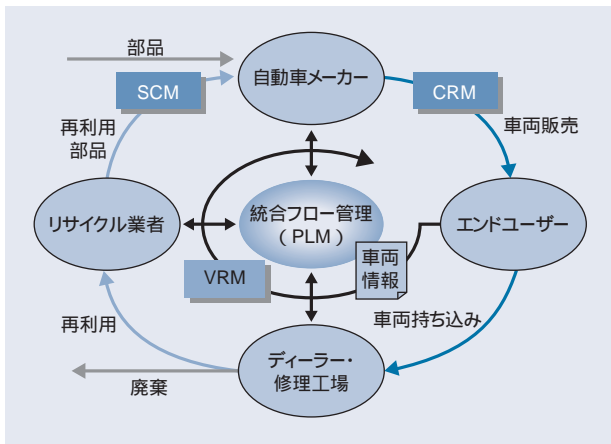 部品
自動車メーカー
SCM
CRM
再利用
部品
車両販売
リサイクル業者
統合フロー管理
（PLM）
エンドユーザー
VRM
車両
情報
再利用
車両持ち込み
ディーラー・
修理工場
廃棄